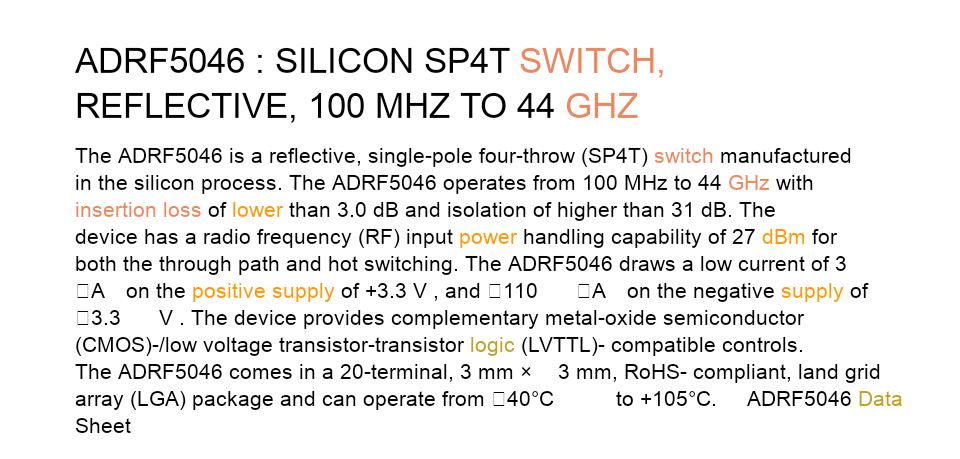 ADRF5046 : SILICON SP4T SWITCH,
REFLECTIVE, 100 MHZ TO 44 GHZ
The ADRF5046 is a reflective, single-pole four-throw (SP4T) switch manufactured
in the silicon process. The ADRF5046 operates from 100 MHz to 44 GHz with
insertion loss of lower than 3.0 dB and isolation of higher than 31 dB. The
device has a radio frequency (RF) input power handling capability of 27 dBm for
both the through path and hot switching. The ADRF5046 draws a low current of 3
□A on the positive supply of +3.3 V , and □110 □A on the negative supply of
□3.3 V . The device provides complementary metal-oxide semiconductor
(CMOS)-/low voltage transistor-transistor logic (LVTTL)- compatible controls.
The ADRF5046 comes in a 20-terminal, 3 mm × 3 mm, RoHS- compliant, land grid
array (LGA) package and can operate from □40°C to +105°C. ADRF5046 Data
Sheet